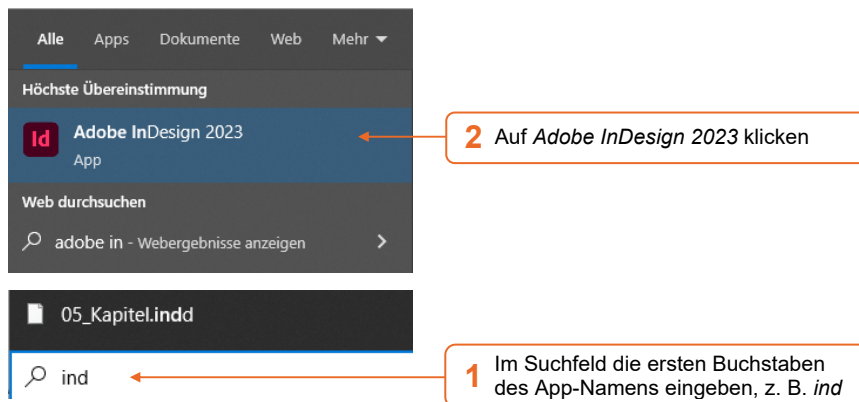 Alle Apps Dokumente Web Mehr
Höchste Übereinstimmung
Id Adobe InDesign 2023
App
2 Auf Adobe InDesign 2023 klicken
Web durchsuchen
adobe in - Webergebnisse anzeigen
05_Kapitel.indd
ind
1 Im Suchfeld die ersten Buchstaben
des App-Namens eingeben, z. B. ind